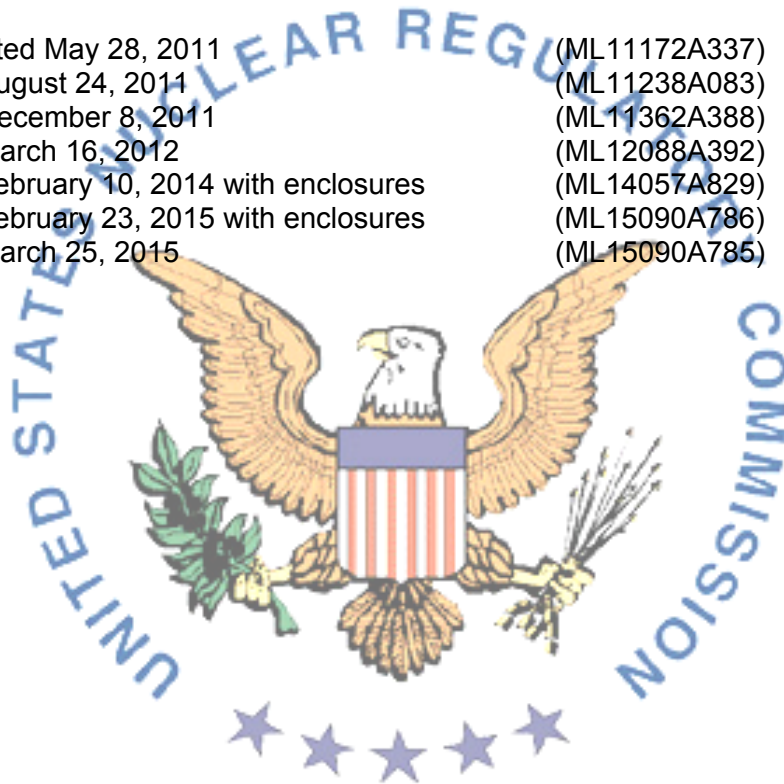 ted May 28, 2011 (ML11172A337)
ugust 24, 2011 (ML11238A083)
ecember 8, 2011 (ML11362A388)
arch 16, 2012 (ML12088A392)
ebruary 10, 2014 with enclosures (ML14057A829)
ebruary 23, 2015 with enclosures (ML15090A786)
arch 25, 2015 (ML15090A785)
UNITED STATES NUCLEAR REGULATORY COMMISSION